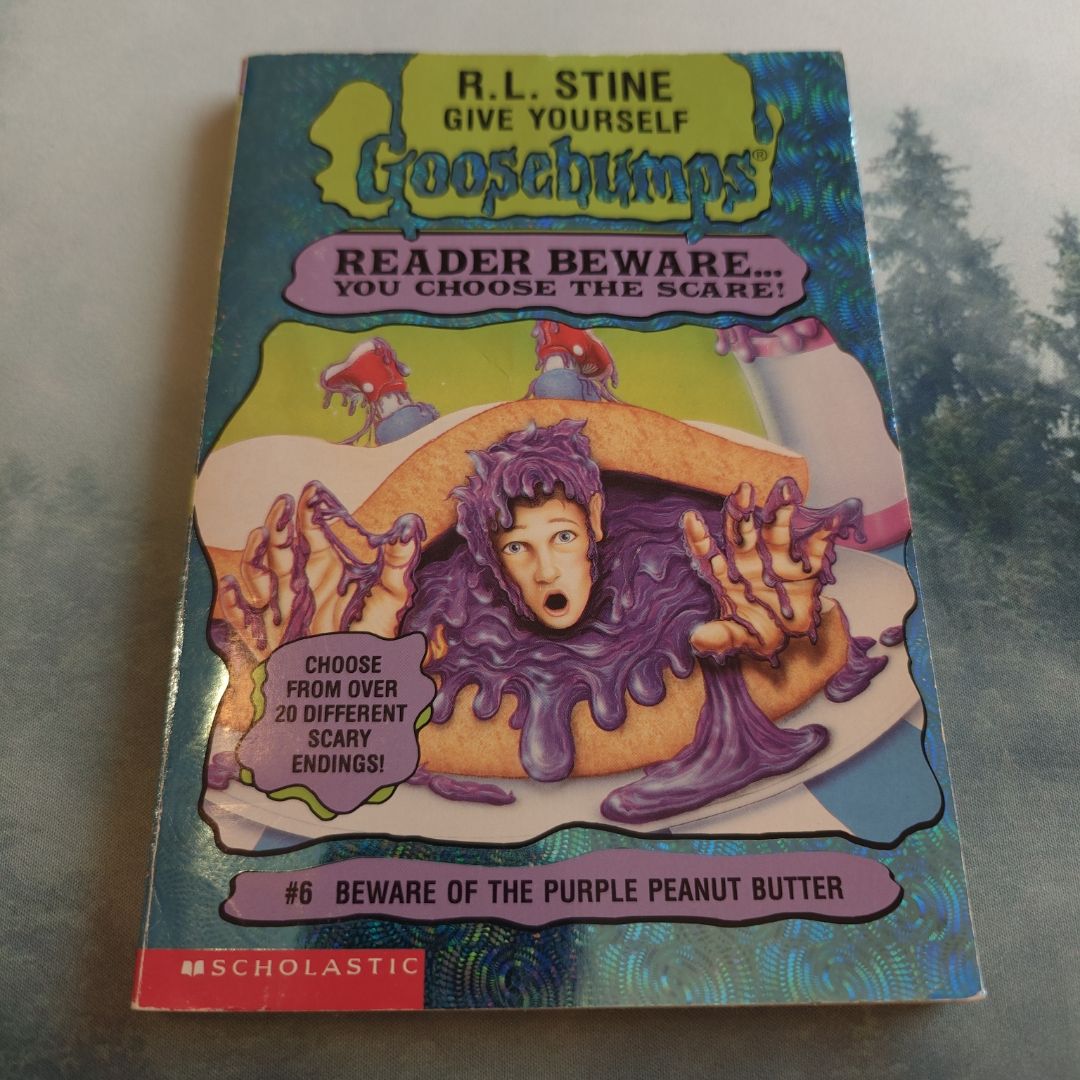 R.L. STINE
GIVE YOURSELF
Goosebumps®
READER BEWARE...
YOU CHOOSE THE SCARE!
CHOOSE
FROM OVER
20 DIFFERENT
SCARY
ENDINGS!
#6 BEWARE OF THE PURPLE PEANUT BUTTER
SCHOLASTIC